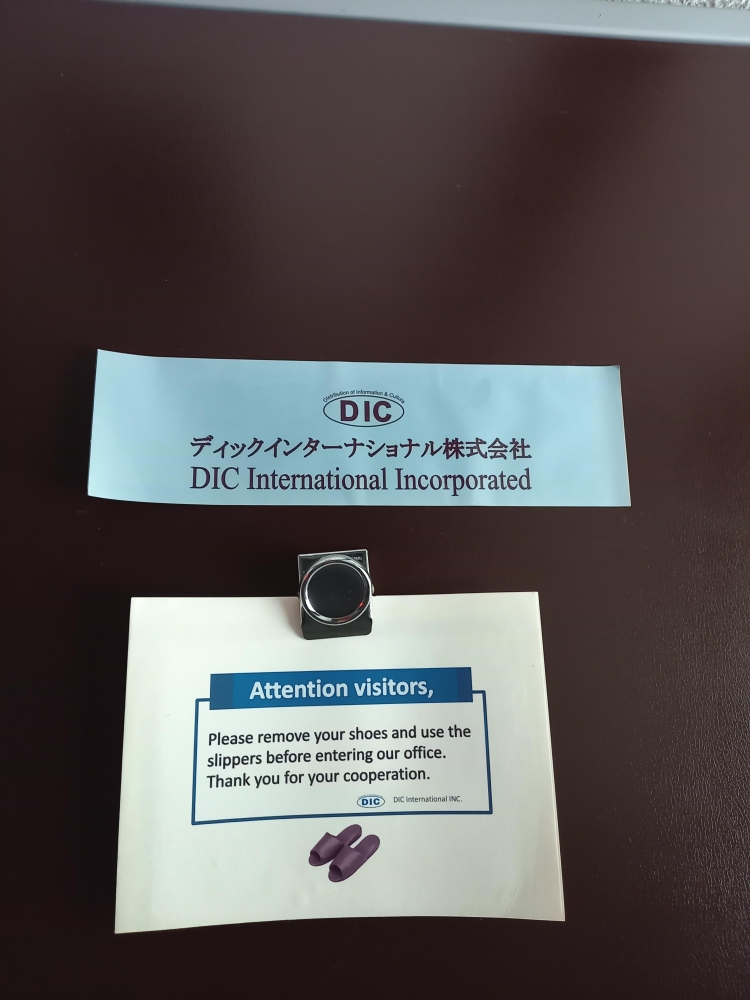 Distribution of Information & Culture
DIC
ディックインターナショナル株式会社
DIC International Incorporated
Attention visitors,
Please remove your shoes and use the
slippers before entering our office.
Thank you for your cooperation.
DIC DIC International INC.